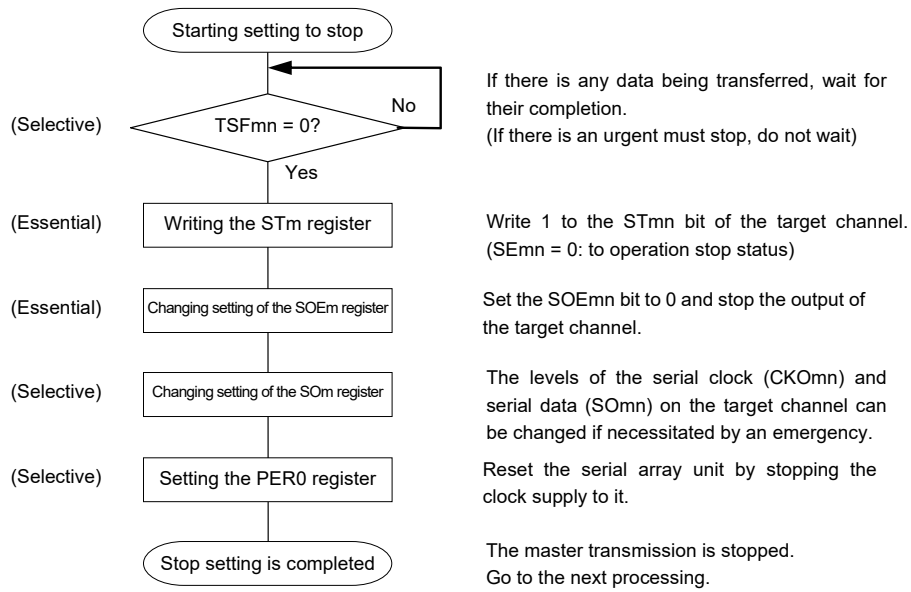 Starting setting to stop
No
If there is any data being transferred, wait for
their completion.
(If there is an urgent must stop, do not wait)
(Selective)
TSFmn = 0?
Yes
(Essential)
Writing the STm register
Write 1 to the STmn bit of the target channel.
(SEmn = 0: to operation stop status)
(Essential)
Changing setting of the SOEm register
Set the SOEmn bit to 0 and stop the output of
the target channel.
(Selective)
Changing setting of the SOm register
The levels of the serial clock (CKOmn) and
serial data (SOmn) on the target channel can
be changed if necessitated by an emergency.
(Selective)
Setting the PER0 register
Reset the serial array unit by stopping the
clock supply to it.
Stop setting is completed
The master transmission is stopped.
Go to the next processing.